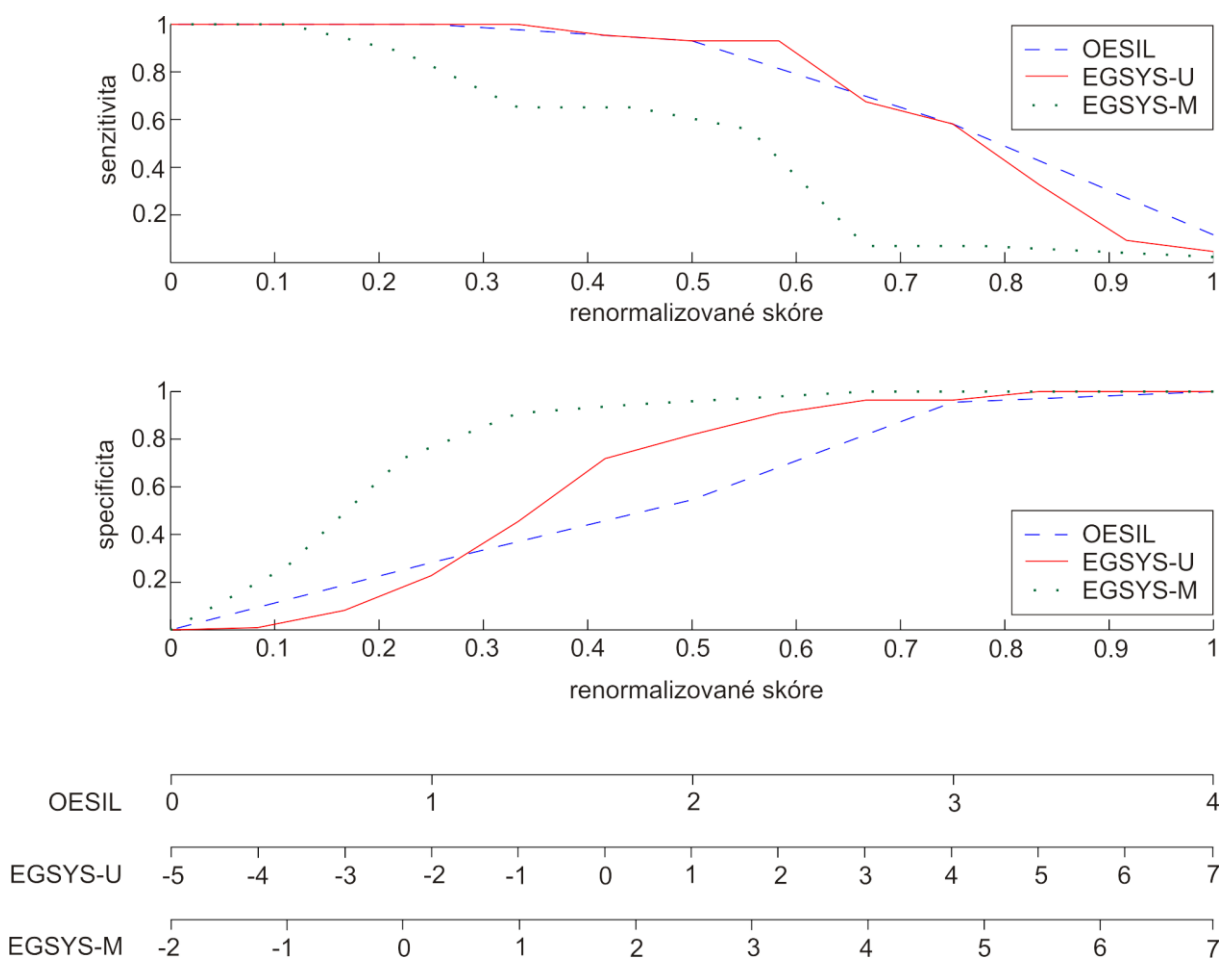 1
0.8
0.6
0.4
0.2
senzitivita
OESIL
EGSYS-U
EGSYS-M
0 0.1 0.2 0.3 0.4 0.5 0.6 0.7 0.8 0.9 1
renormalizované skóre
1
0.8
0.6
0.4
0.2
specificita
OESIL
EGSYS-U
EGSYS-M
0 0.1 0.2 0.3 0.4 0.5 0.6 0.7 0.8 0.9 1
renormalizované skóre
OESIL 0 1 2 3 4
EGSYS-U -5 -4 -3 -2 -1 0 1 2 3 4 5 6 7
EGSYS-M -2 -1 0 1 2 3 4 5 6 7